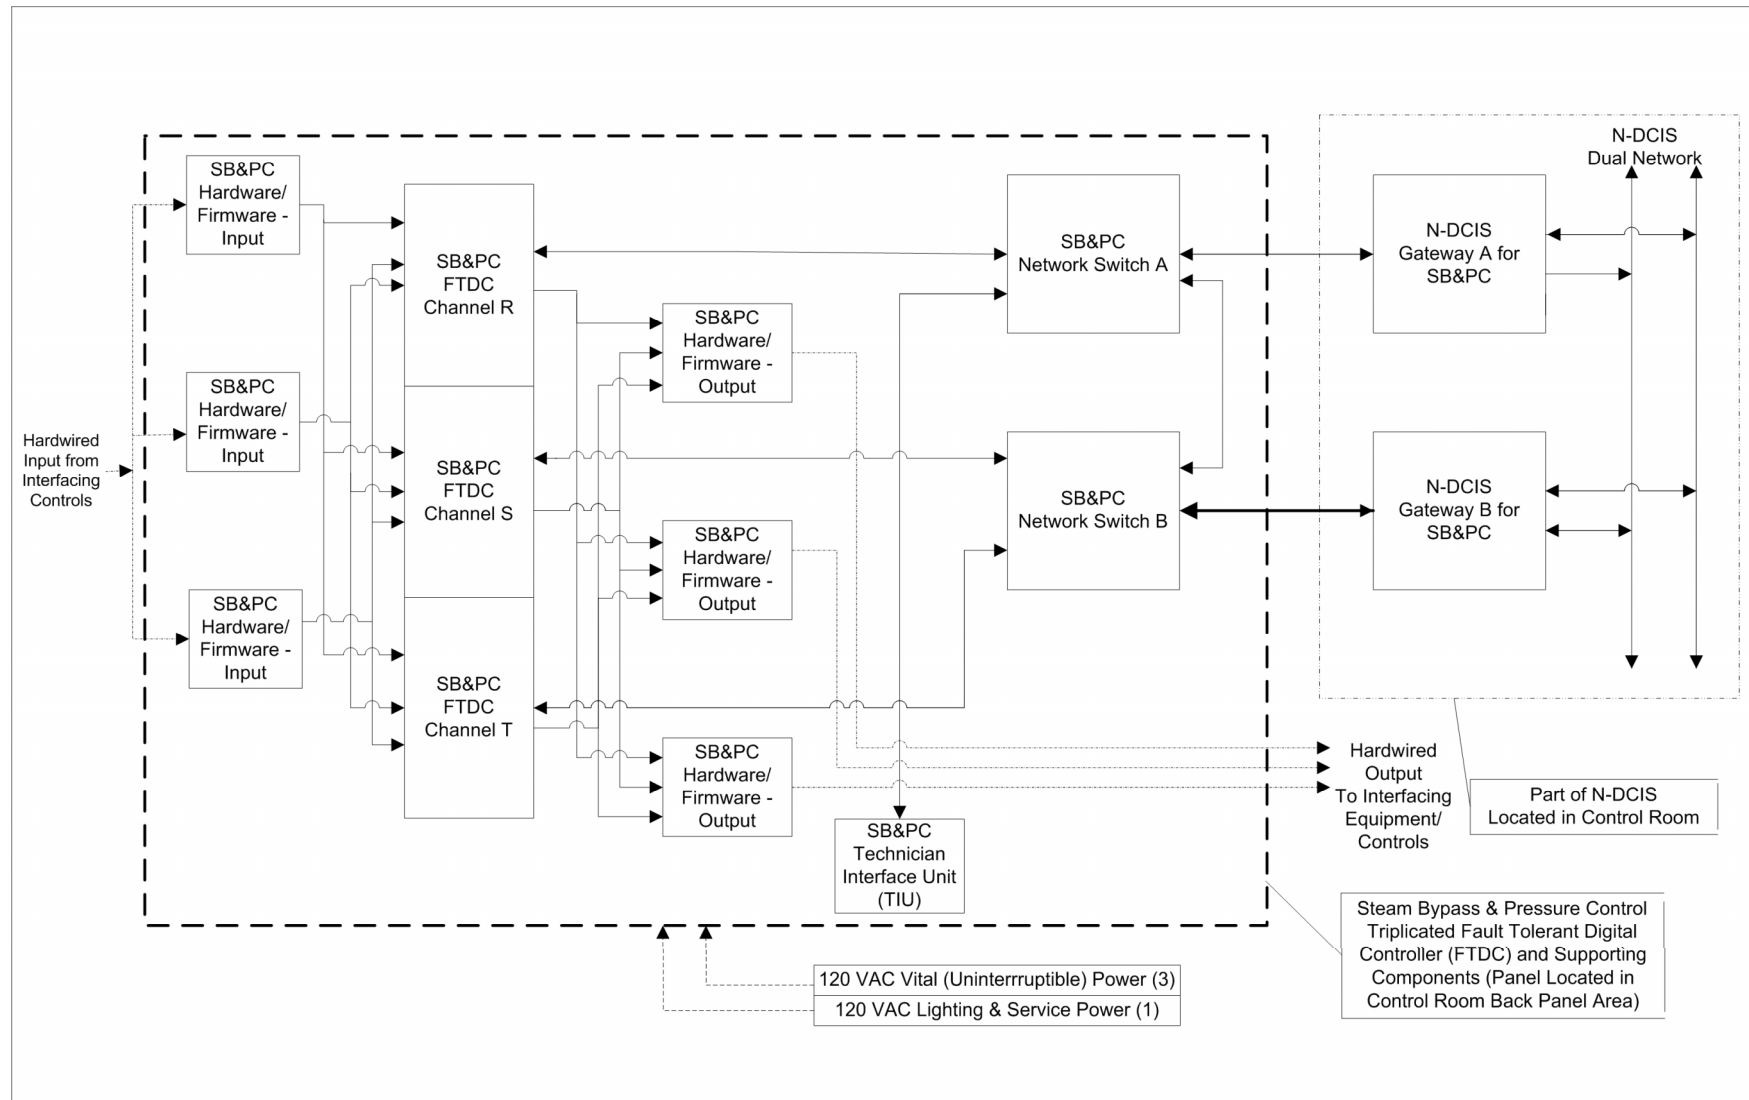 N-DCIS
Dual Network
SB&PC
Hardware/
Firmware -
Input
SB&PC
FTDC
Channel R
SB&PC
Network Switch A
N-DCIS
Gateway A for
SB&PC
SB&PC
Hardware/
Firmware -
Output
SB&PC
Hardware/
Firmware -
Input
Hardwired
Input from
Interfacing
Controls
SB&PC
FTDC
Channel S
SB&PC
Network Switch B
N-DCIS
Gateway B for
SB&PC
SB&PC
Hardware/
Firmware -
Output
SB&PC
Hardware/
Firmware -
Input
SB&PC
FTDC
Channel T
SB&PC
Hardware/
Firmware -
Output
Hardwired
Output
To Interfacing
Equipment/
Controls
Part of N-DCIS
Located in Control Room
SB&PC
Technician
Interface Unit
(TIU)
Steam Bypass & Pressure Control
Triplicated Fault Tolerant Digital
Controller (FTDC) and Supporting
Components (Panel Located in
Control Room Back Panel Area)
120 VAC Vital (Uninterrruptible) Power (3)
120 VAC Lighting & Service Power (1)